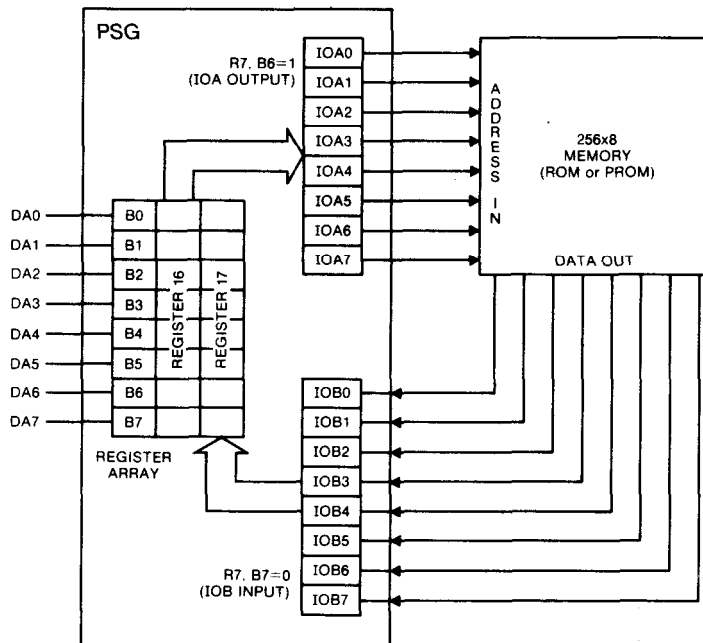 PSG
R7, B6=1
(IOA OUTPUT)
IOA0
IOA1
IOA2
IOA3
IOA4
IOA5
IOA6
IOA7
ADDRESS IN
256x8
MEMORY
(ROM or PROM)
DATA OUT
DA0
DA1
DA2
DA3
DA4
DA5
DA6
DA7
B0
B1
B2
B3
B4
B5
B6
B7
REGISTER 16
REGISTER 17
REGISTER
ARRAY
IOB0
IOB1
IOB2
IOB3
IOB4
IOB5
IOB6
IOB7
R7, B7=0
(IOB INPUT)